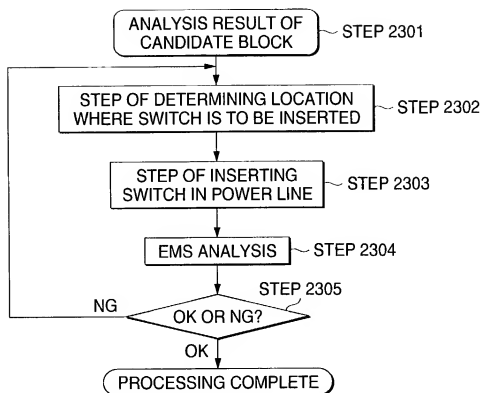 ANALYSIS RESULT OF
CANDIDATE BLOCK
STEP 2301
STEP OF DETERMINING LOCATION
WHERE SWITCH IS TO BE INSERTED
STEP 2302
STEP OF INSERTING
SWITCH IN POWER LINE
STEP 2303
EMS ANALYSIS
STEP 2304
STEP 2305
NG
OK OR NG?
OK
PROCESSING COMPLETE